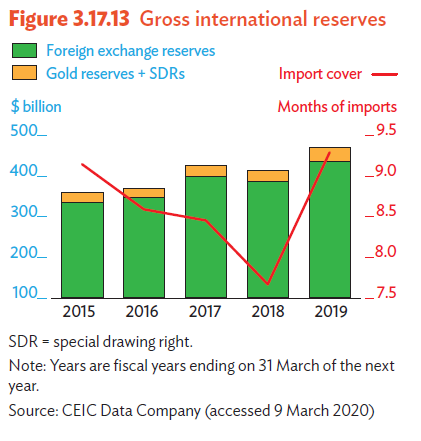 Figure 3.17.13 Gross international reserves
Foreign exchange reserves
Gold reserves + SDRs
Import cover
$ billion
Months of imports
500
9.5
400
9.0
300
8.5
200
8.0
100
7.5
2015 2016 2017 2018 2019
SDR = special drawing right.
Note: Years are fiscal years ending on 31 March of the next
year.
Source: CEIC Data Company (accessed 9 March 2020)